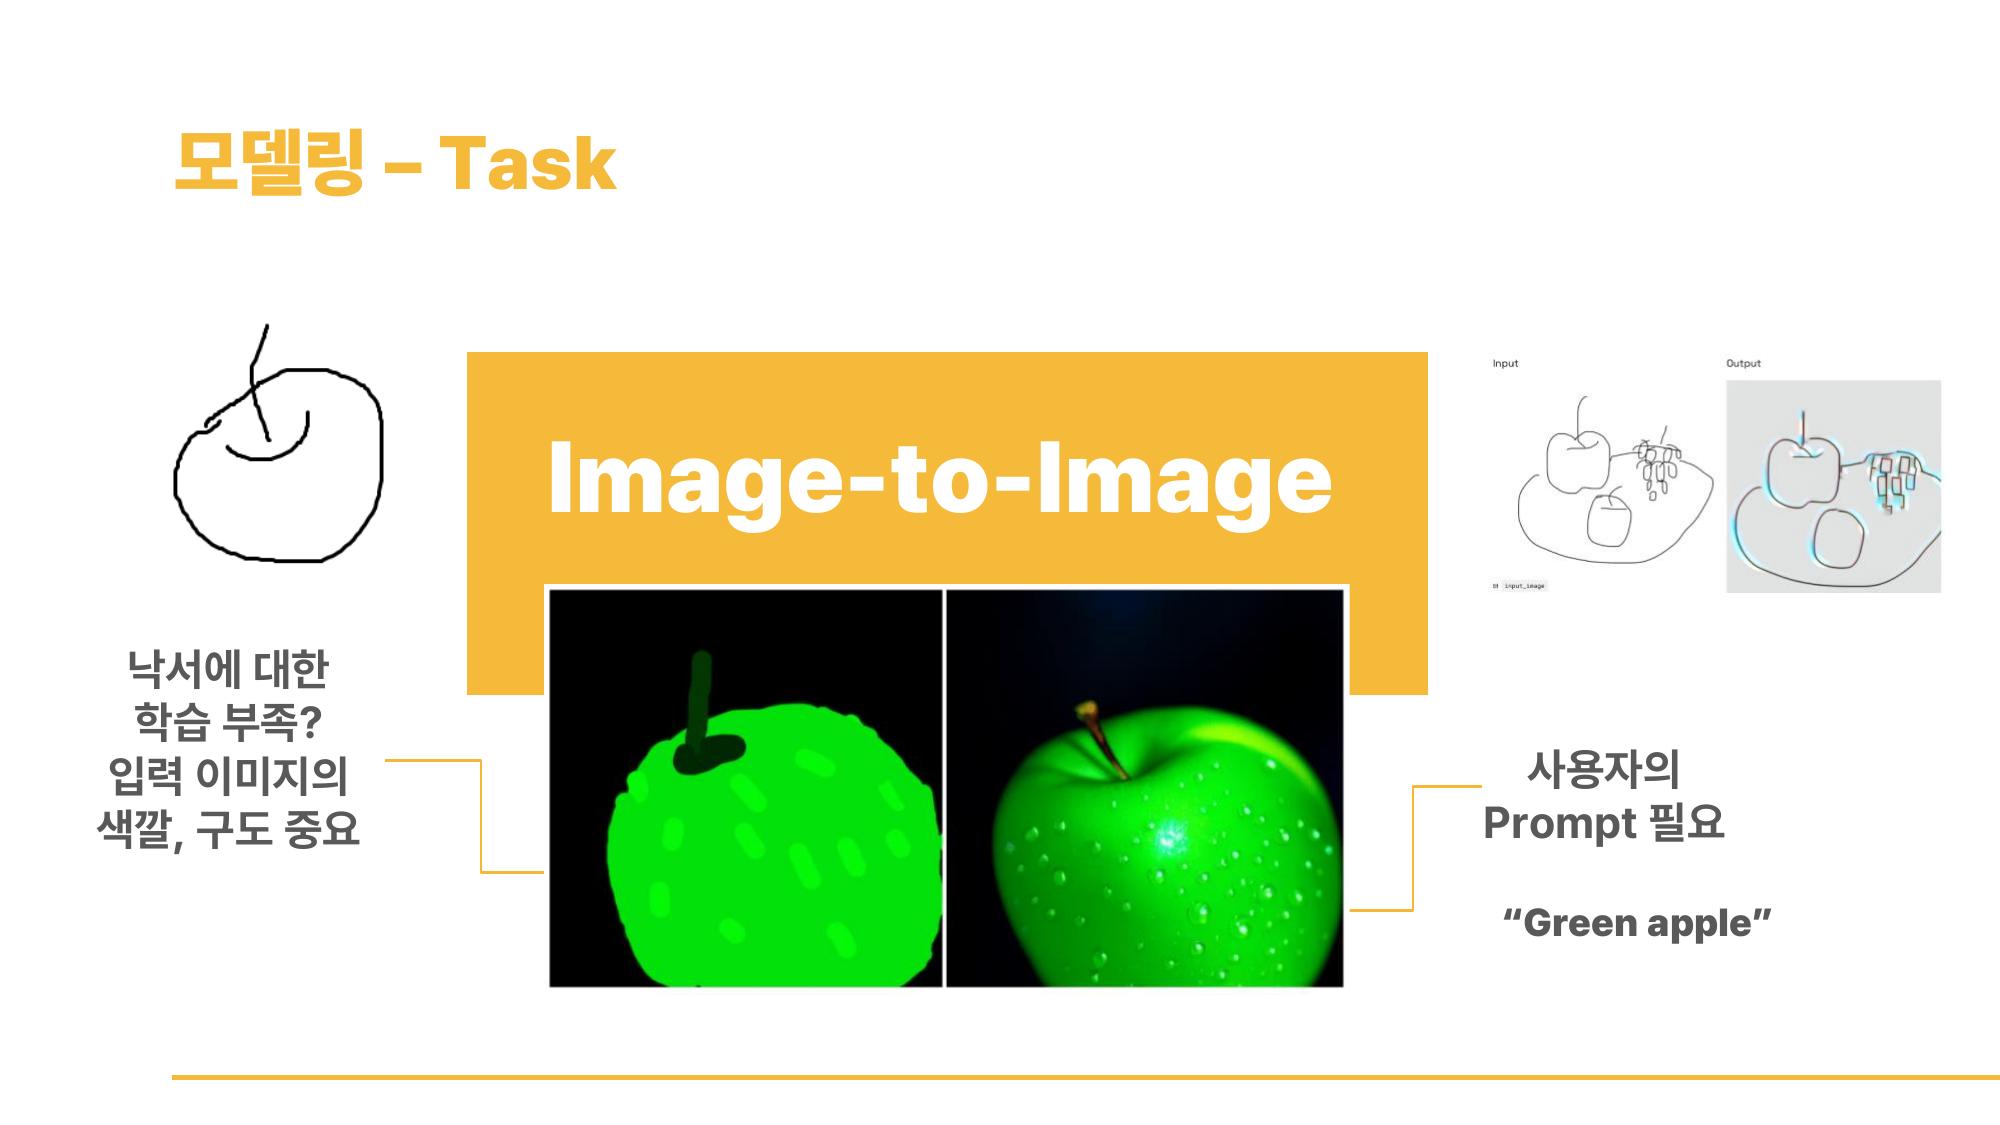 모델링 – Task
Image-to-Image
Input
Output
input_image
낙서에 대한
학습 부족?
입력 이미지의
색깔, 구도 중요
사용자의
Prompt 필요
“Green apple”